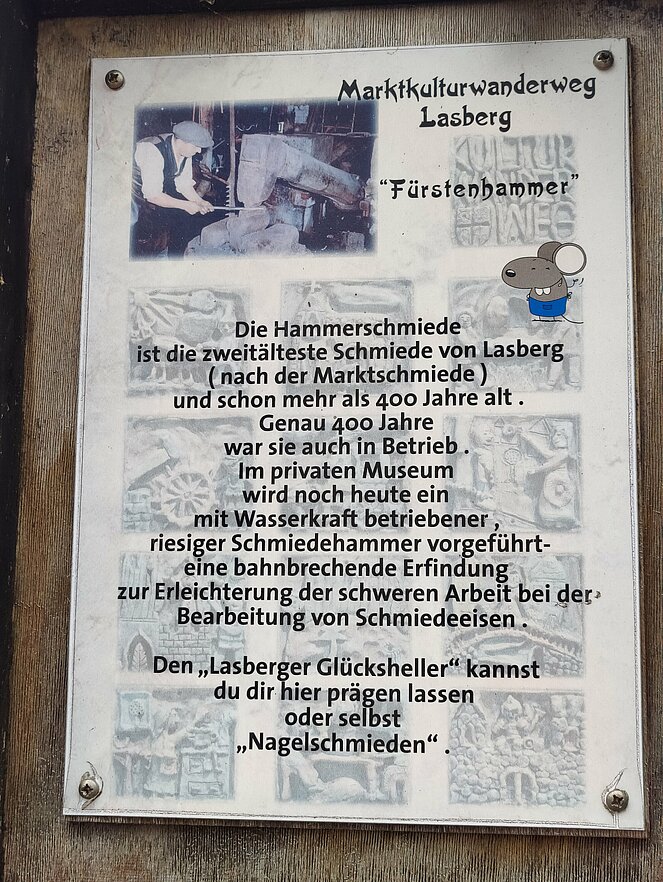 Marktkulturwanderweg
Lasberg
KULTUR
WANDER
WEG
"Fürstenhammer"
Die Hammerschmiede
ist die zweitälteste Schmiede von Lasberg
( nach der Marktschmiede )
und schon mehr als 400 Jahre alt .
Genau 400 Jahre
war sie auch in Betrieb .
Im privaten Museum
wird noch heute ein
mit Wasserkraft betriebener ,
riesiger Schmiedehammer vorgeführt-
eine bahnbrechende Erfindung
zur Erleichterung der schweren Arbeit bei der
Bearbeitung von Schmiedeeisen .
Den „Lasberger Glücksheller“ kannst
du dir hier prägen lassen
oder selbst
„Nagelschmieden“ .